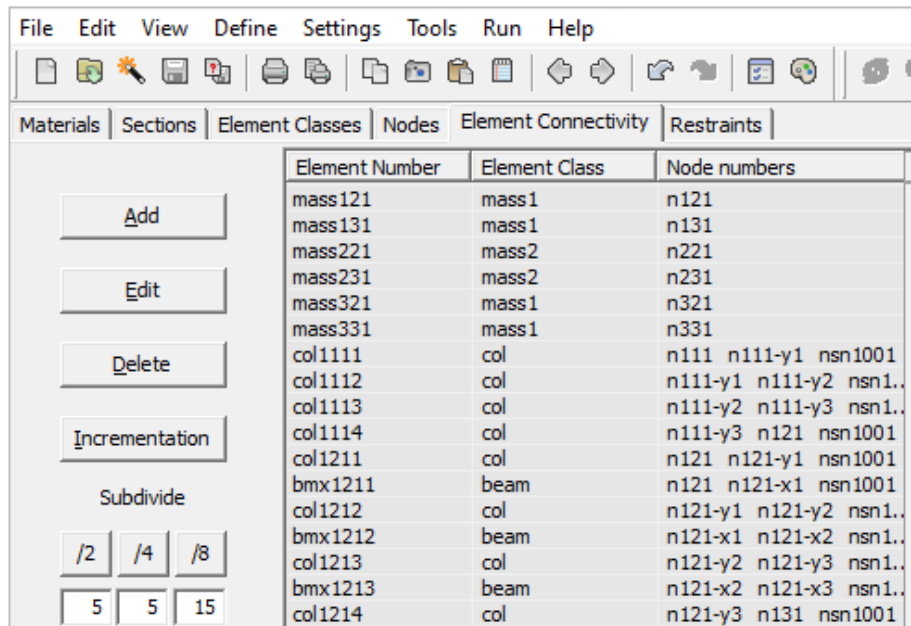 File Edit View Define Settings Tools Run Help
Materials Sections Element Classes Nodes Element Connectivity Restraints
Element Number Element Class Node numbers
mass121 mass1 n121
mass131 mass1 n131
mass221 mass2 n221
mass231 mass2 n231
mass321 mass1 n321
mass331 mass1 n331
col1111 col n111 n111-y1 nsn1001
col1112 col n111-y1 n111-y2 nsn1..
col1113 col n111-y2 n111-y3 nsn1..
col1114 col n111-y3 n121 nsn1001
col1211 col n121 n121-y1 nsn1001
bmx1211 beam n121 n121-x1 nsn1001
col1212 col n121-y1 n121-y2 nsn1..
bmx1212 beam n121-x1 n121-x2 nsn1..
col1213 col n121-y2 n121-y3 nsn1..
bmx1213 beam n121-x2 n121-x3 nsn1..
col1214 col n121-y3 n131 nsn1001
Add
Edit
Delete
Incrementation
Subdivide
/2 /4 /8
5 5 15